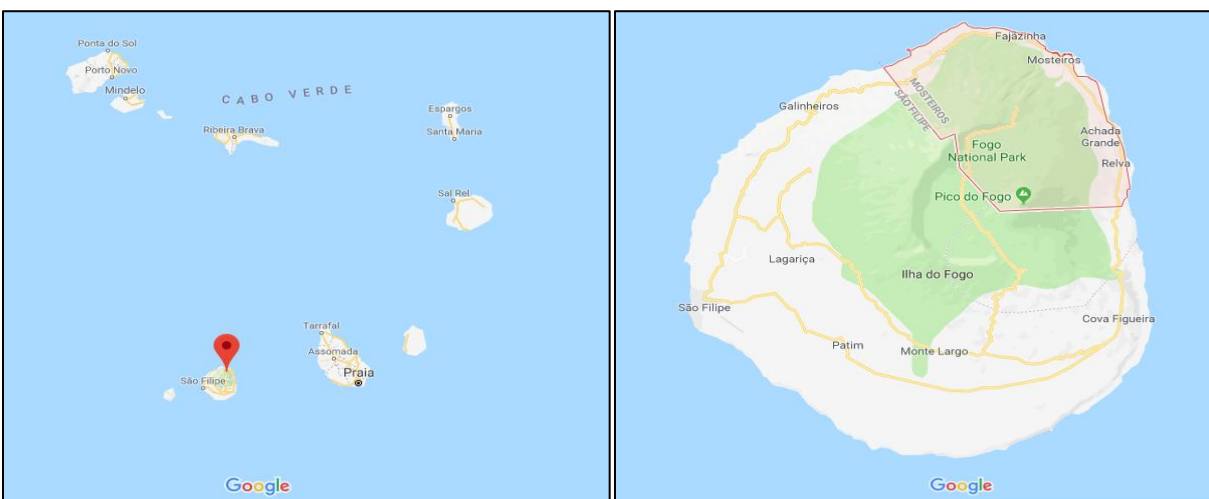 Ponta do Sol
Porto Novo
Mindelo
CABO VERDE
Ribeira Brava
Espargos
Santa Maria
Sal Rei
Tarrafal
Assomada
Praia
São Filipe
Google
Fajãzinha
Mosteiros
MOSTEIROS
SÃO FILIPE
Galinheiros
Achada
Grande
Fogo
National Park
Relva
Pico do Fogo
Lagariça
Ilha do Fogo
São Filipe
Cova Figueira
Patim
Monte Largo
Google